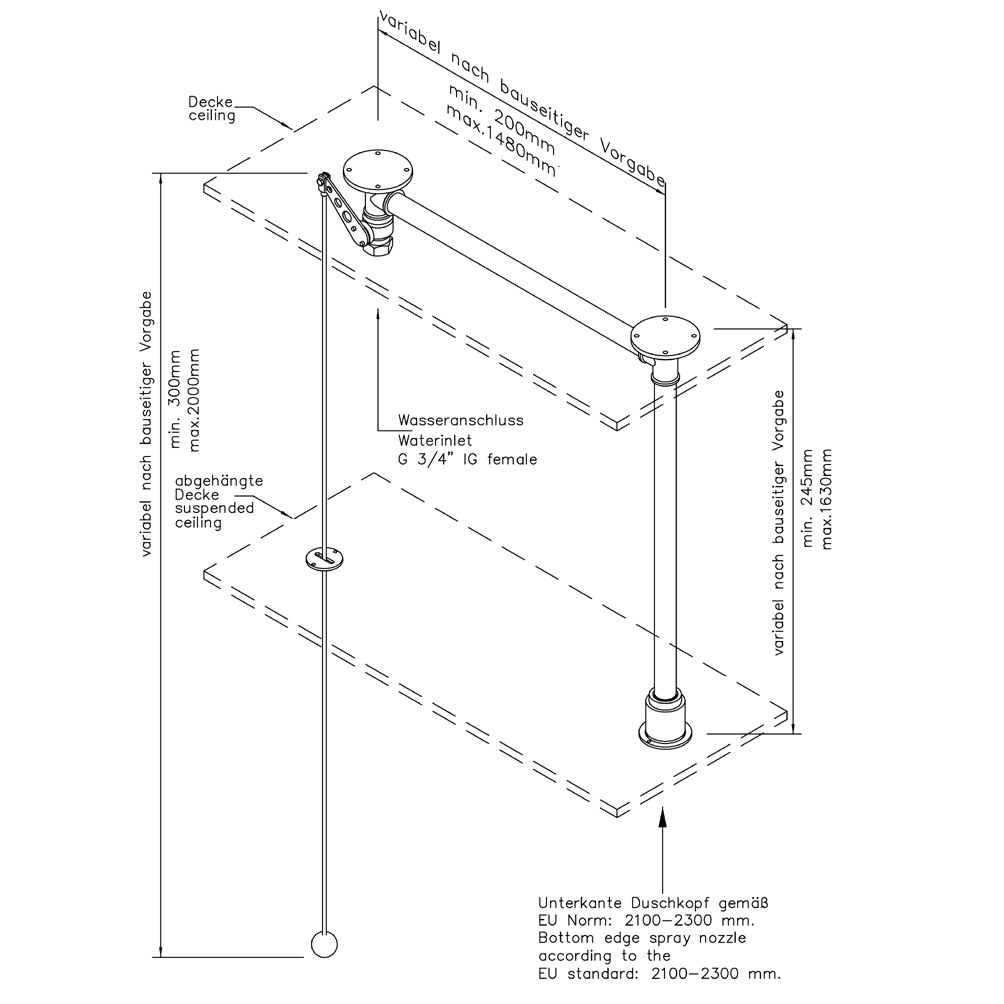 variabel nach bauseitiger Vorgabe
min. 200mm
max.1480mm
Decke
ceiling
variabel nach bauseitiger Vorgabe
min. 300mm
max.2000mm
Wasseranschluss
Waterinlet
G 3/4” IG female
abgehängte
Decke
suspended
ceiling
variabel nach bauseitiger Vorgabe
min. 245mm
max.1630mm
Unterkante Duschkopf gemäß
EU Norm: 2100–2300 mm.
Bottom edge spray nozzle
according to the
EU standard: 2100–2300 mm.